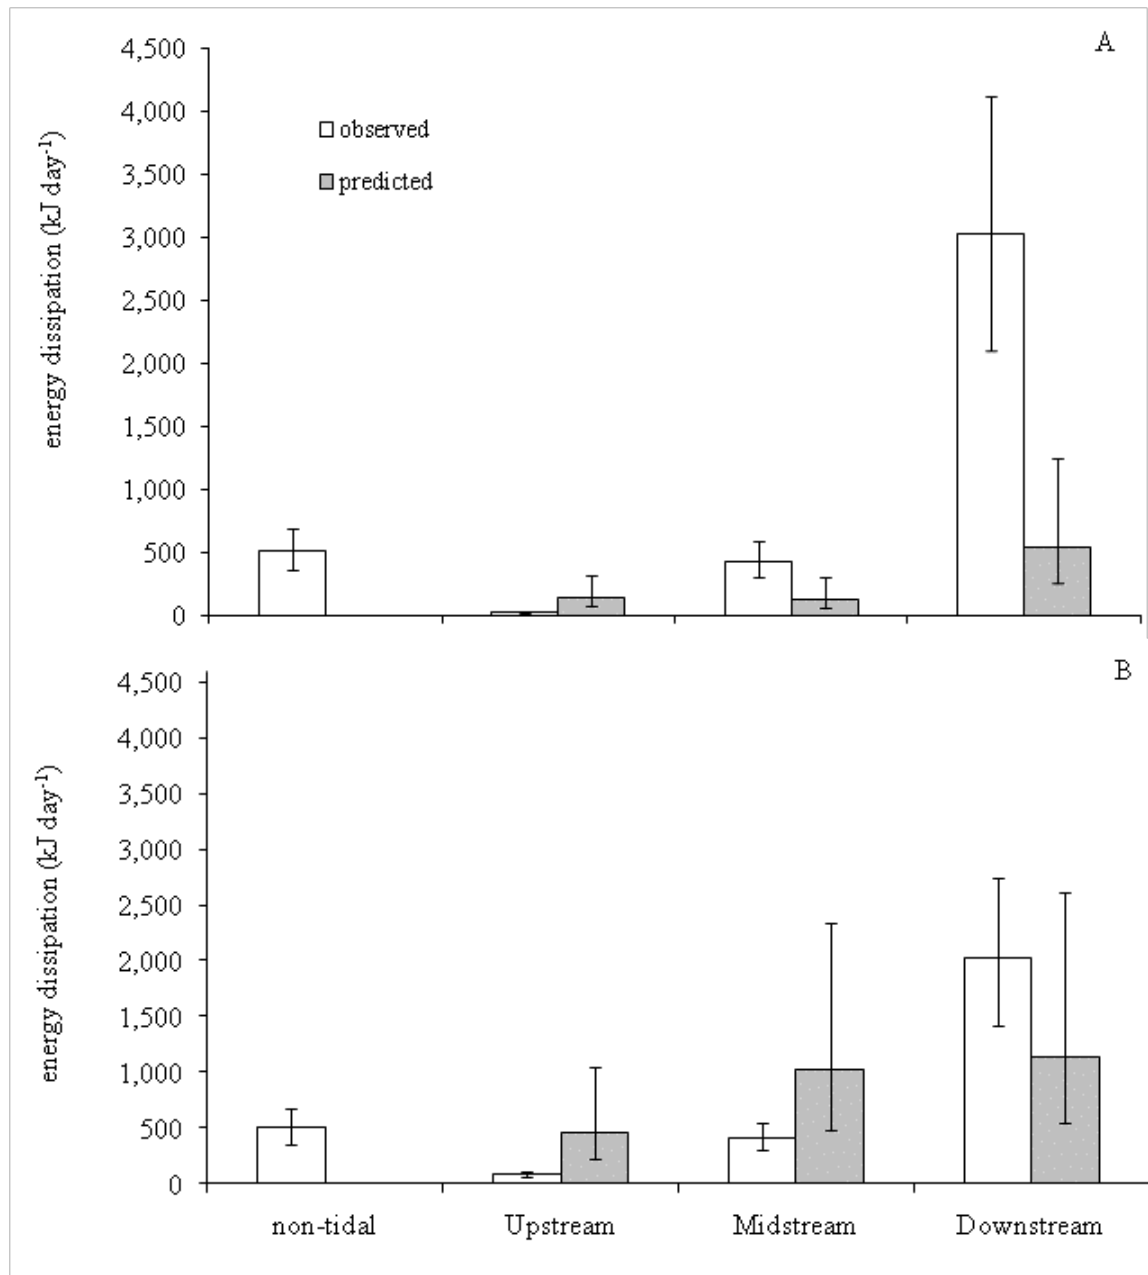 A
4,500
4,000
3,500
3,000
2,500
2,000
1,500
1,000
500
0
energy dissipation (kJ day⁻¹)
observed
predicted
B
4,500
4,000
3,500
3,000
2,500
2,000
1,500
1,000
500
0
energy dissipation (kJ day⁻¹)
non-tidal Upstream Midstream Downstream